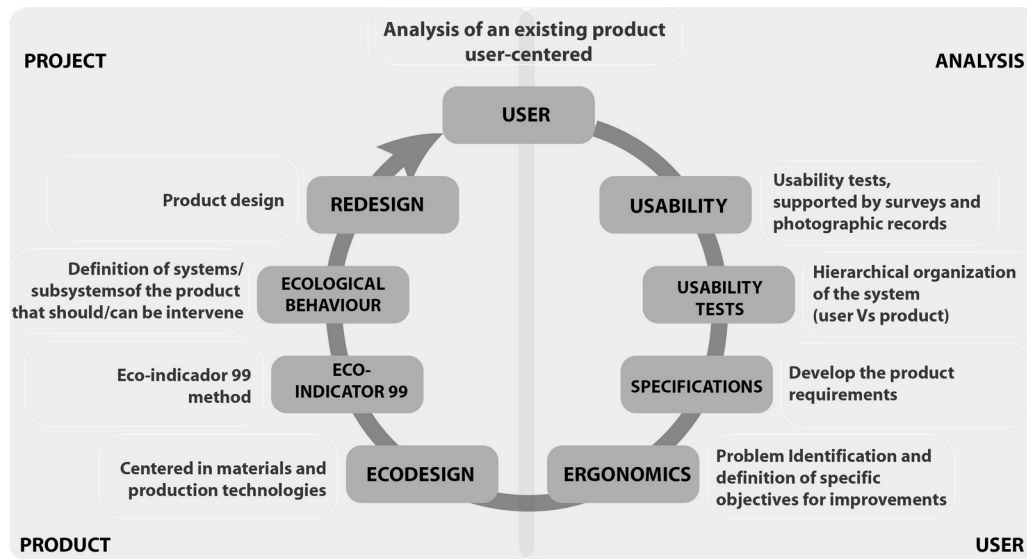 Analysis of an existing product
user-centered
PROJECT
ANALYSIS
USER
Product design
REDESIGN
USABILITY
Usability tests,
supported by surveys and
photographic records
Definition of systems/
subsystemsof the product
that should/can be intervene
ECOLOGICAL
BEHAVIOUR
USABILITY
TESTS
Hierarchical organization
of the system
(user Vs product)
Eco-indicador 99
method
ECO-
INDICATOR 99
SPECIFICATIONS
Develop the product
requirements
Centered in materials and
production technologies
ECODESIGN
ERGONOMICS
Problem Identification and
definition of specific
objectives for improvements
PRODUCT
USER